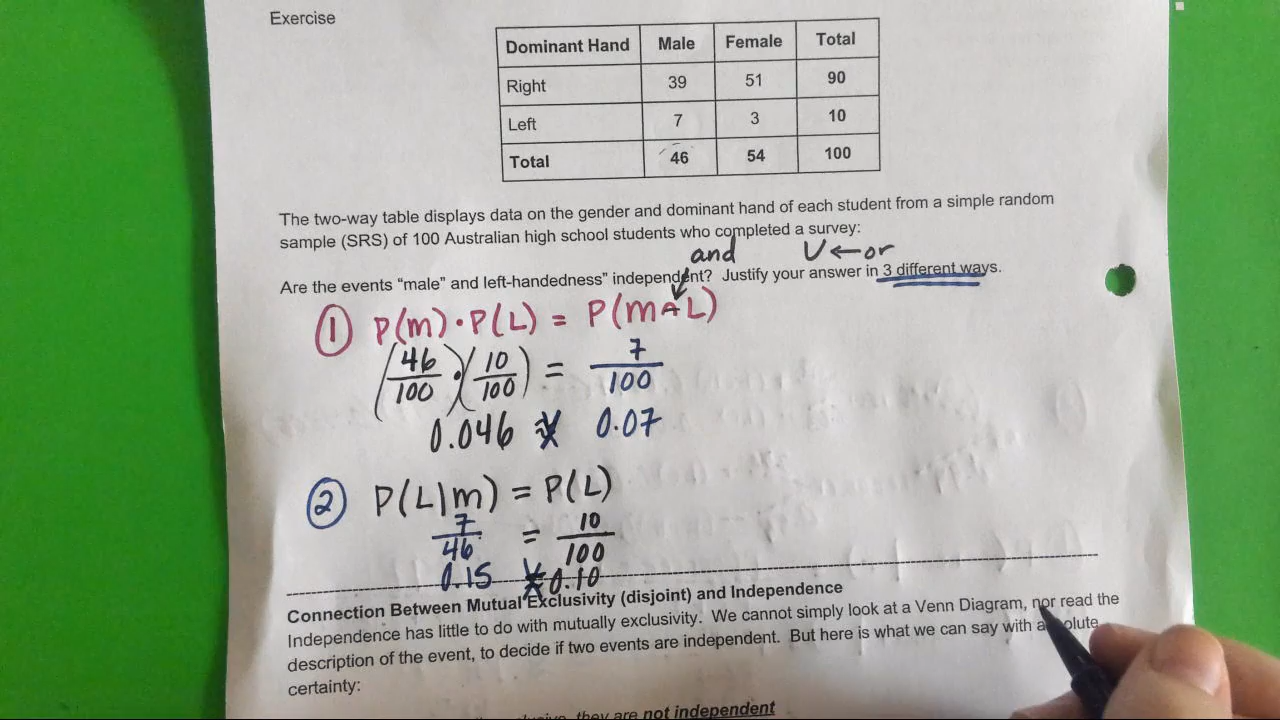 Exercise
Dominant Hand Male Female Total
Right 39 51 90
Left 7 3 10
Total 46 54 100
The two-way table displays data on the gender and dominant hand of each student from a simple random
sample (SRS) of 100 Australian high school students who completed a survey:
and U ← or
Are the events “male” and left-handedness” independent? Justify your answer in 3 different ways.
① P(m) · P(L) = P(m ∩ L)
(46/100) · (10/100) = 7/100
0.046 ≠ 0.07
② P(L|m) = P(L)
7/46 = 10/100
0.15 ≠ 0.10
Connection Between Mutual Exclusivity (disjoint) and Independence
Independence has little to do with mutually exclusivity. We cannot simply look at a Venn Diagram, nor read the
description of the event, to decide if two events are independent. But here is what we can say with absolute
certainty:
they are not independent